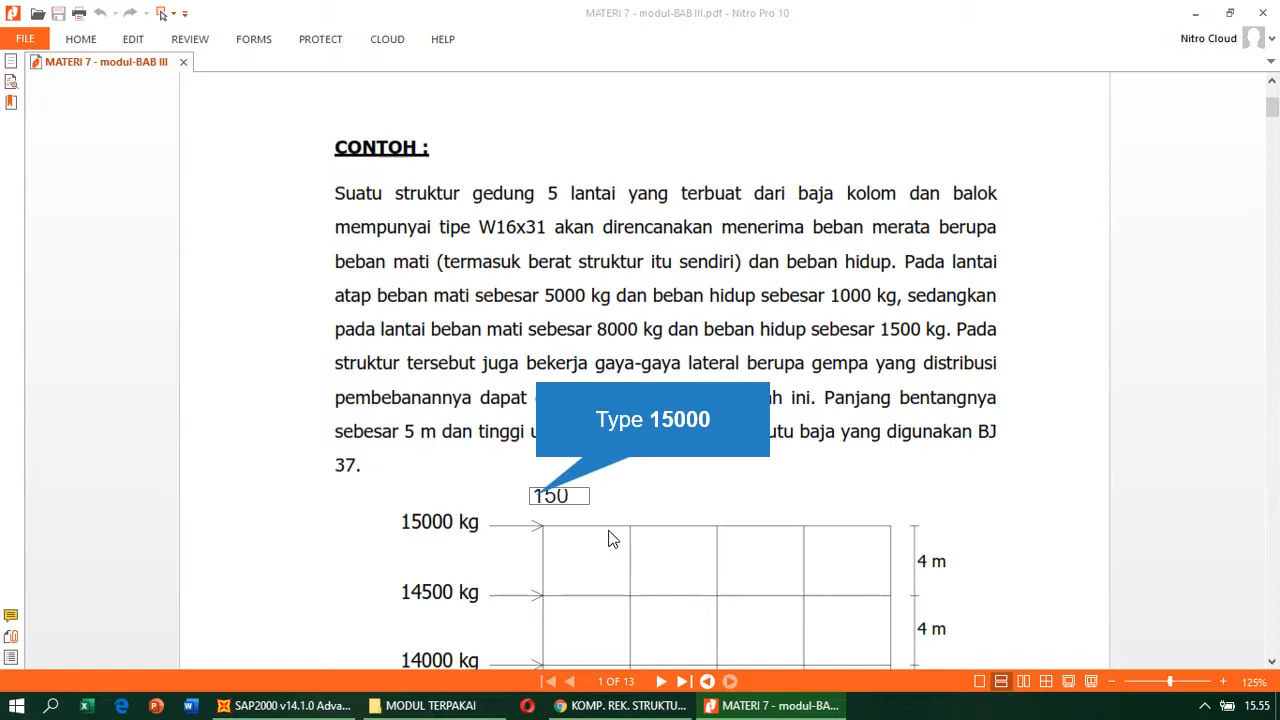 MATERI 7 - modul-BAB III.pdf - Nitro Pro 10
FILE HOME EDIT REVIEW FORMS PROTECT CLOUD HELP Nitro Cloud
MATERI 7 - modul-BAB III
CONTOH :
Suatu struktur gedung 5 lantai yang terbuat dari baja kolom dan balok
mempunyai tipe W16x31 akan direncanakan menerima beban merata berupa
beban mati (termasuk berat struktur itu sendiri) dan beban hidup. Pada lantai
atap beban mati sebesar 5000 kg dan beban hidup sebesar 1000 kg, sedangkan
pada lantai beban mati sebesar 8000 kg dan beban hidup sebesar 1500 kg. Pada
struktur tersebut juga bekerja gaya-gaya lateral berupa gempa yang distribusi
pembebanannya dapat ini. Panjang bentangnya
sebesar 5 m dan tinggi baja yang digunakan BJ
37.
Type 15000
150
15000 kg
4 m
14500 kg
4 m
14000 kg
1 OF 13
125%
SAP2000 v14.1.0 Adva...
MODUL TERPAKAI
KOMP. REK. STRUKTU...
MATERI 7 - modul-BA...
15.55